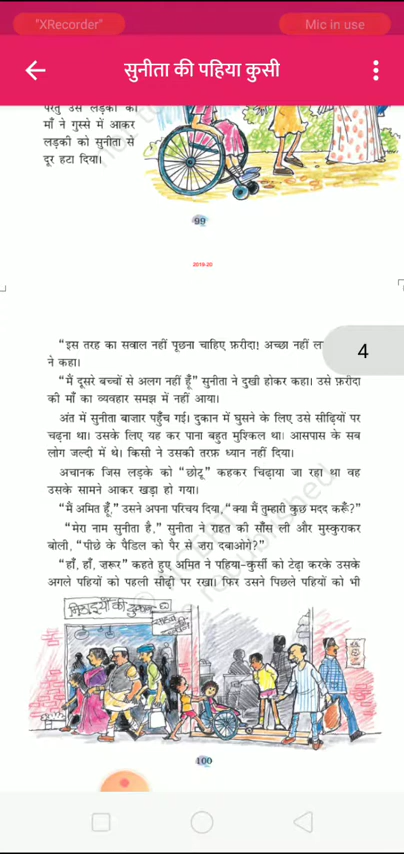 "XRecorder"
Mic in use
सुनीता की पहिया कुर्सी
परंतु उस लड़की की
माँ ने गुस्से में आकर
लड़की को सुनीता से
दूर हटा दिया।
99
2019-20
"इस तरह का सवाल नहीं पूछना चाहिए फ़रीदा! अच्छा नहीं
4
ने कहा।
"मैं दूसरे बच्चों से अलग नहीं हूँ" सुनीता ने दुखी होकर कहा। उसे फ़रीदा
की माँ का व्यवहार समझ में नहीं आया।
अंत में सुनीता बाज़ार पहुँच गई। दुकान में घुसने के लिए उसे सीढ़ियों पर
चढ़ना था। उसके लिए यह कर पाना बहुत मुश्किल था। आसपास के सब
लोग जल्दी में थे। किसी ने उसकी तरफ़ ध्यान नहीं दिया।
अचानक जिस लड़के को "छोटू" कहकर चिढ़ाया जा रहा था वह
उसके सामने आकर खड़ा हो गया।
"मैं अमित हूँ," उसने अपना परिचय दिया, "क्या मैं तुम्हारी कुछ मदद करूँ?"
"मेरा नाम सुनीता है," सुनीता ने राहत की साँस ली और मुस्कुराकर
बोली, "पीछे के पैडिल को पैर से ज़रा दबाओगे?"
"हाँ, हाँ, ज़रूर" कहते हुए अमित ने पहिया-कुर्सी को टेढ़ा करके उसके
अगले पहियों को पहली सीढ़ी पर रखा। फिर उसने पिछले पहियों को भी
की दुकान
100